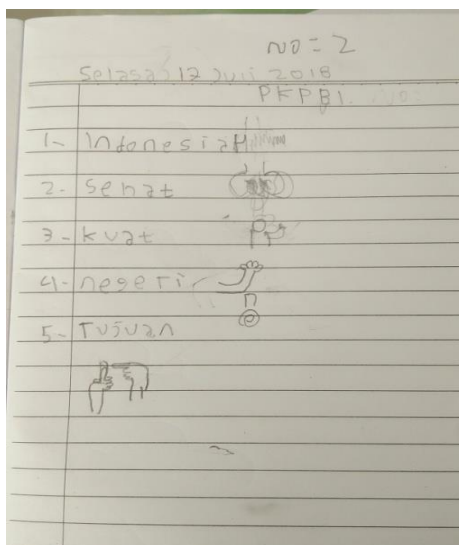 NO = 2
Selasa, 17 Juli 2018
PKPBI.
1- Indonesia
2- Sehat
3- kuat
4- negeri
5- Tujuan